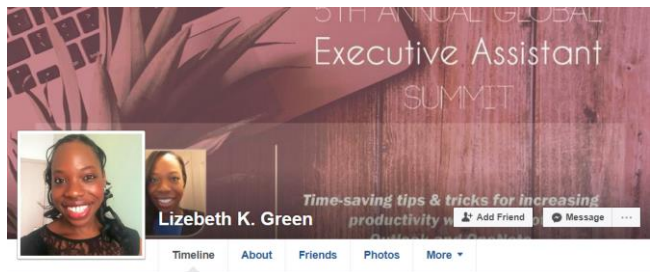 5TH ANNUAL GLOBAL
Executive Assistant
SUMMIT
Time-saving tips & tricks for increasing
productivity
Lizebeth K. Green
Add Friend
Message
Outlook and OneNote
Timeline
About
Friends
Photos
More